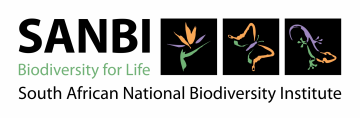 SANBI
Biodiversity for Life
South African National Biodiversity Institute